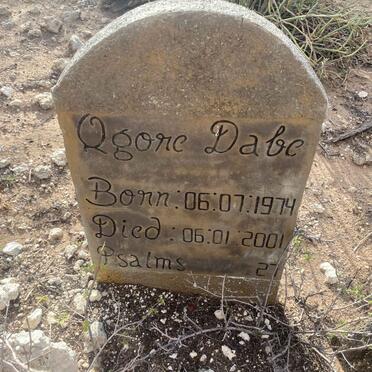 Qgore Dabe
Born: 06:07:1974
Died: 06:01 2001
Psalms 27